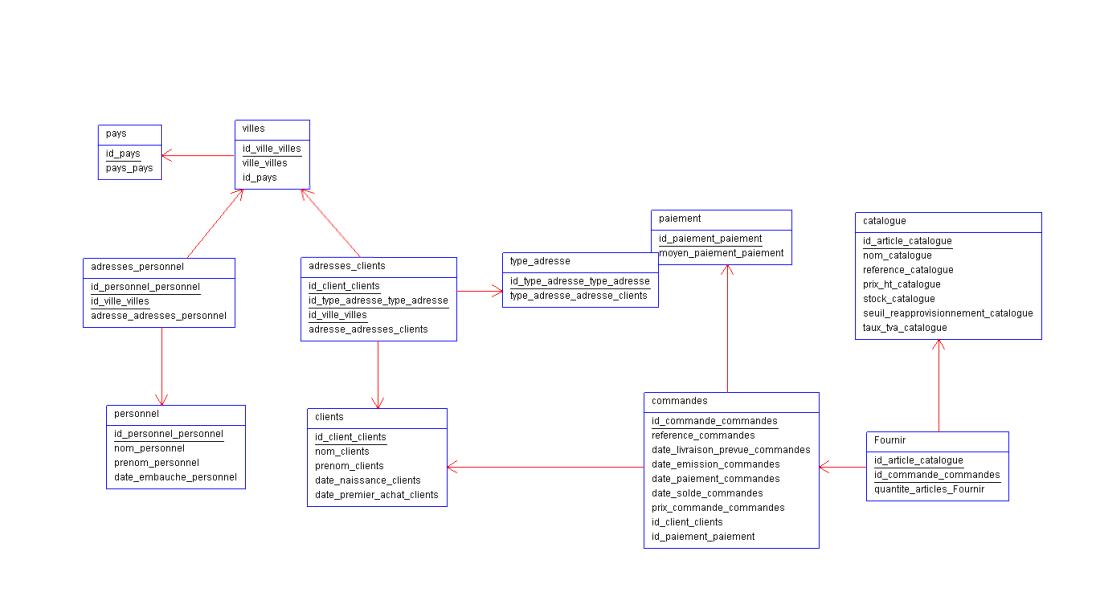 pays
id_pays
pays_pays
villes
id_ville_villes
ville_villes
id_pays
adresses_personnel
id_personnel_personnel
id_ville_villes
adresse_adresses_personnel
adresses_clients
id_client_clients
id_type_adresse_type_adresse
id_ville_villes
adresse_adresses_clients
type_adresse
id_type_adresse_type_adresse
type_adresse_adresse_clients
paiement
id_paiement_paiement
moyen_paiement_paiement
catalogue
id_article_catalogue
nom_catalogue
reference_catalogue
prix_ht_catalogue
stock_catalogue
seuil_reapprovisionnement_catalogue
taux_tva_catalogue
personnel
id_personnel_personnel
nom_personnel
prenom_personnel
date_embauche_personnel
clients
id_client_clients
nom_clients
prenom_clients
date_naissance_clients
date_premier_achat_clients
commandes
id_commande_commandes
reference_commandes
date_livraison_prevue_commandes
date_emission_commandes
date_paiement_commandes
date_solde_commandes
prix_commande_commandes
id_client_clients
id_paiement_paiement
Fournir
id_article_catalogue
id_commande_commandes
quantite_articles_Fournir